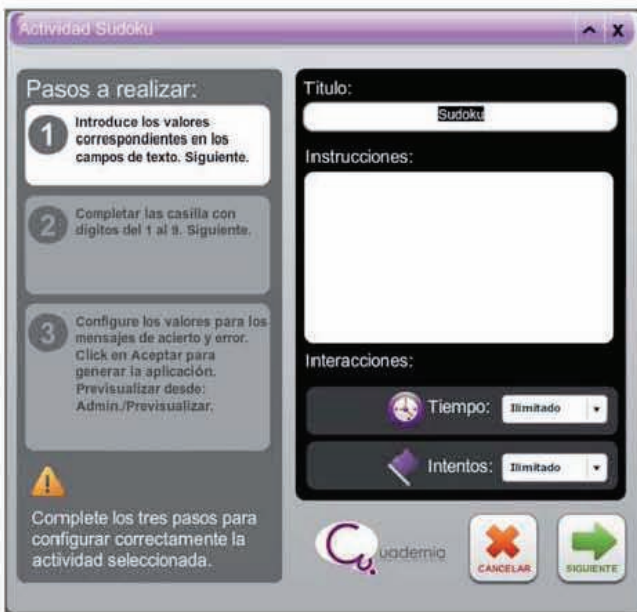 Actividad Sudoku
X
Pasos a realizar:
1
Introduce los valores
correspondientes en los
campos de texto. Siguiente.
2
Completar las casilla con
digitos del 1 al 9. Siguiente.
3
Configure los valores para los
mensajes de acierto y error.
Click en Aceptar para
generar la aplicación.
Previsualizar desde:
Admin./Previsualizar.
Complete los tres pasos para
configurar correctamente la
actividad seleccionada.
Titulo:
Sudoku
Instrucciones:
Interacciones:
Tiempo: Ilimitado
Intentos: Ilimitado
Cuadernia
CANCELAR
SIGUIENTE